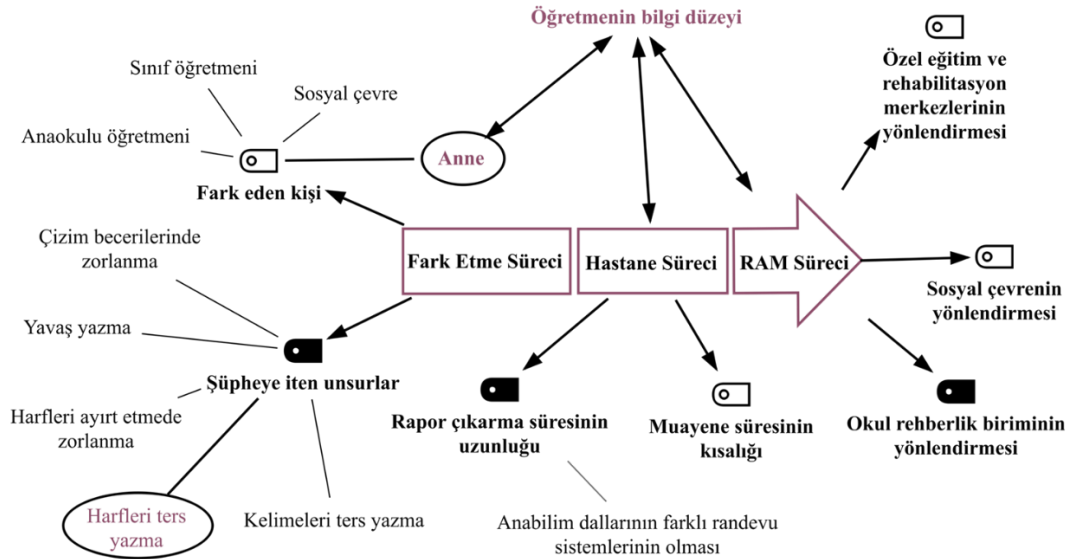 Öğretmenin bilgi düzeyi
Özel eğitim ve
rehabilitasyon
merkezlerinin
yönlendirmesi
Sınıf öğretmeni
Sosyal çevre
Anaokulu öğretmeni
Anne
Fark eden kişi
Çizim becerilerinde
zorlanma
Fark Etme Süreci
Hastane Süreci
RAM Süreci
Sosyal çevrenin
yönlendirmesi
Yavaş yazma
Şüpheye iten unsurlar
Harfleri ayırt etmede
zorlanma
Rapor çıkarma süresinin
uzunluğu
Muayene süresinin
kısalığı
Okul rehberlik biriminin
yönlendirmesi
Harfleri ters
yazma
Kelimeleri ters yazma
Anabilim dallarının farklı randevu
sistemlerinin olması